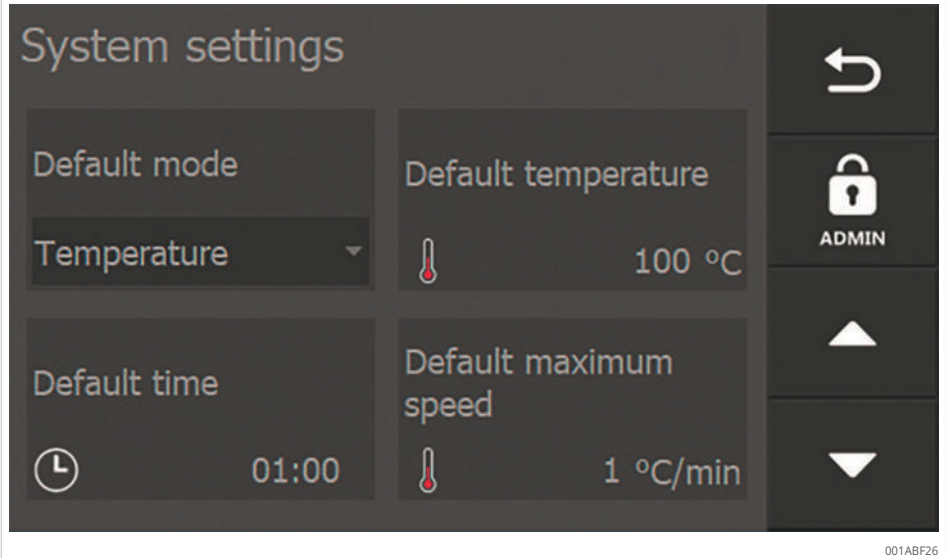 System settings
Default mode
Temperature
Default temperature
100 °C
Default time
01:00
Default maximum
speed
1 °C/min
ADMIN
001ABF26